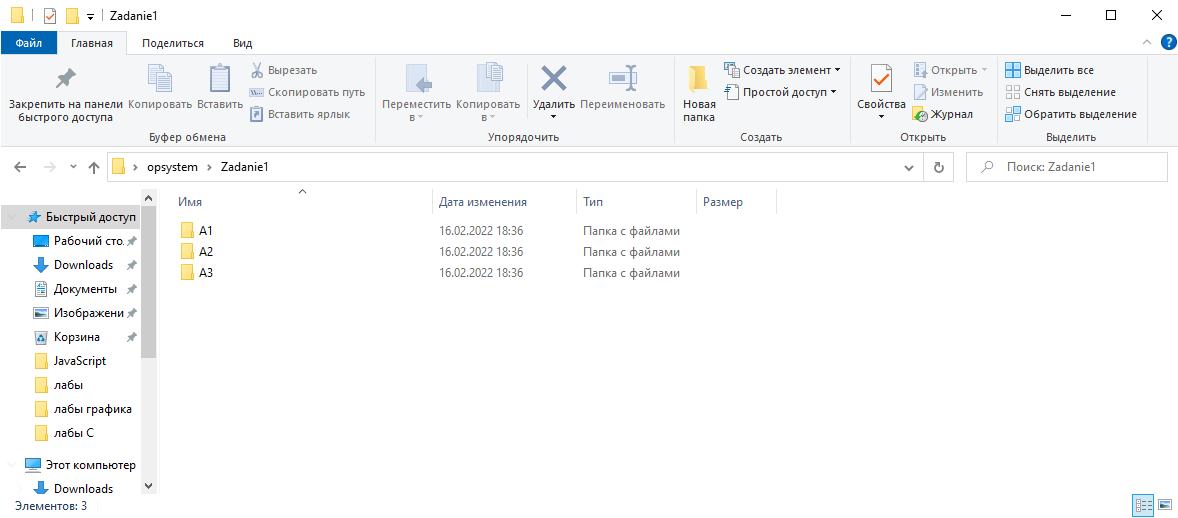 Zadanie1
Файл Главная Поделиться Вид
Закрепить на панели быстрого доступа
Копировать
Вставить
Вырезать
Скопировать путь
Вставить ярлык
Буфер обмена
Переместить в
Копировать в
Удалить
Переименовать
Упорядочить
Новая папка
Создать элемент
Простой доступ
Создать
Свойства
Открыть
Изменить
Журнал
Открыть
Выделить все
Снять выделение
Обратить выделение
Выделить
opsystem Zadanie1
Поиск: Zadanie1
Быстрый доступ
Рабочий сто.
Downloads
Документы
Изображени
Корзина
JavaScript
лабы
лабы графика
лабы С
Этот компьютер
Downloads
Имя Дата изменения Тип Размер
A1 16.02.2022 18:36 Папка с файлами
A2 16.02.2022 18:36 Папка с файлами
A3 16.02.2022 18:36 Папка с файлами
Элементов: 3